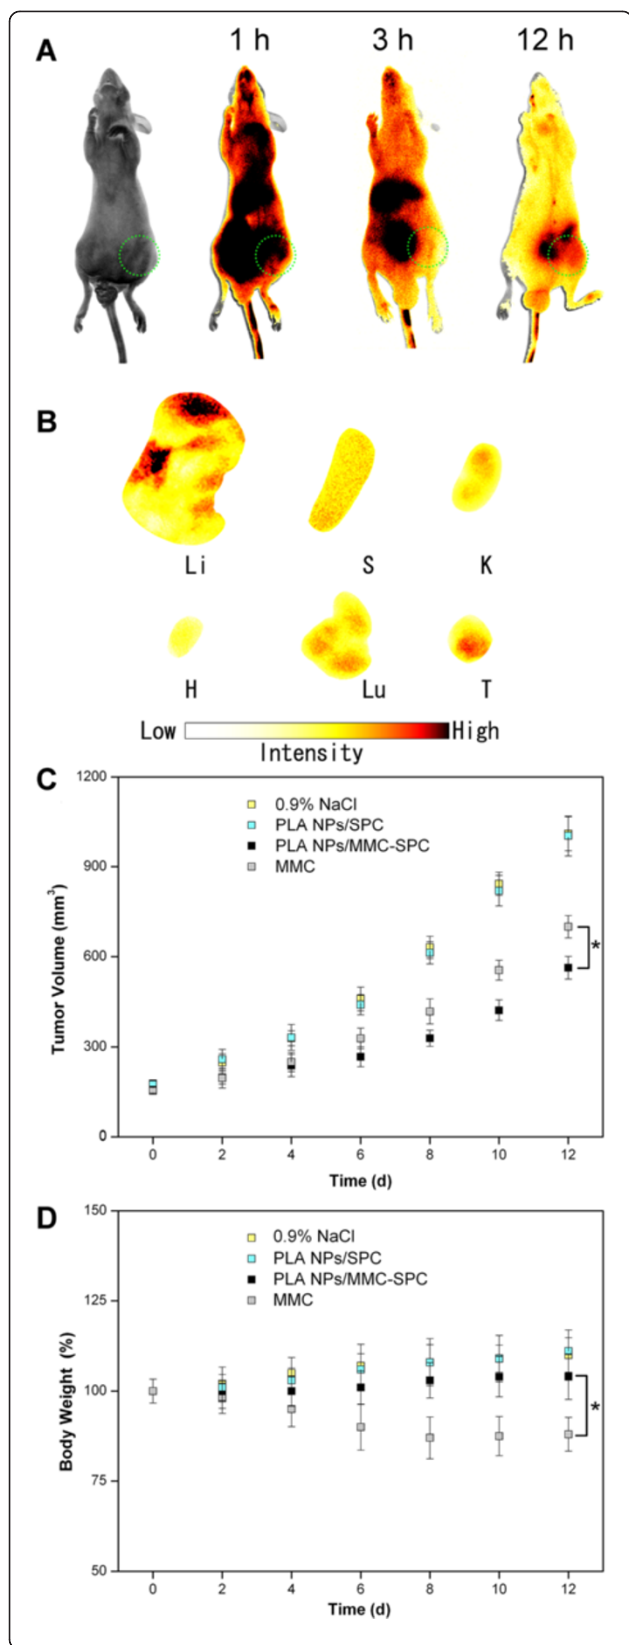 A
1 h
3 h
12 h
B
Li
S
K
H
Lu
T
Low
High
Intensity
C
1200
900
600
300
0
Tumor Volume (mm³)
0.9% NaCl
PLA NPs/SPC
PLA NPs/MMC-SPC
MMC
*
0 2 4 6 8 10 12
Time (d)
D
150
125
100
75
50
Body Weight (%)
0.9% NaCl
PLA NPs/SPC
PLA NPs/MMC-SPC
MMC
*
0 2 4 6 8 10 12
Time (d)